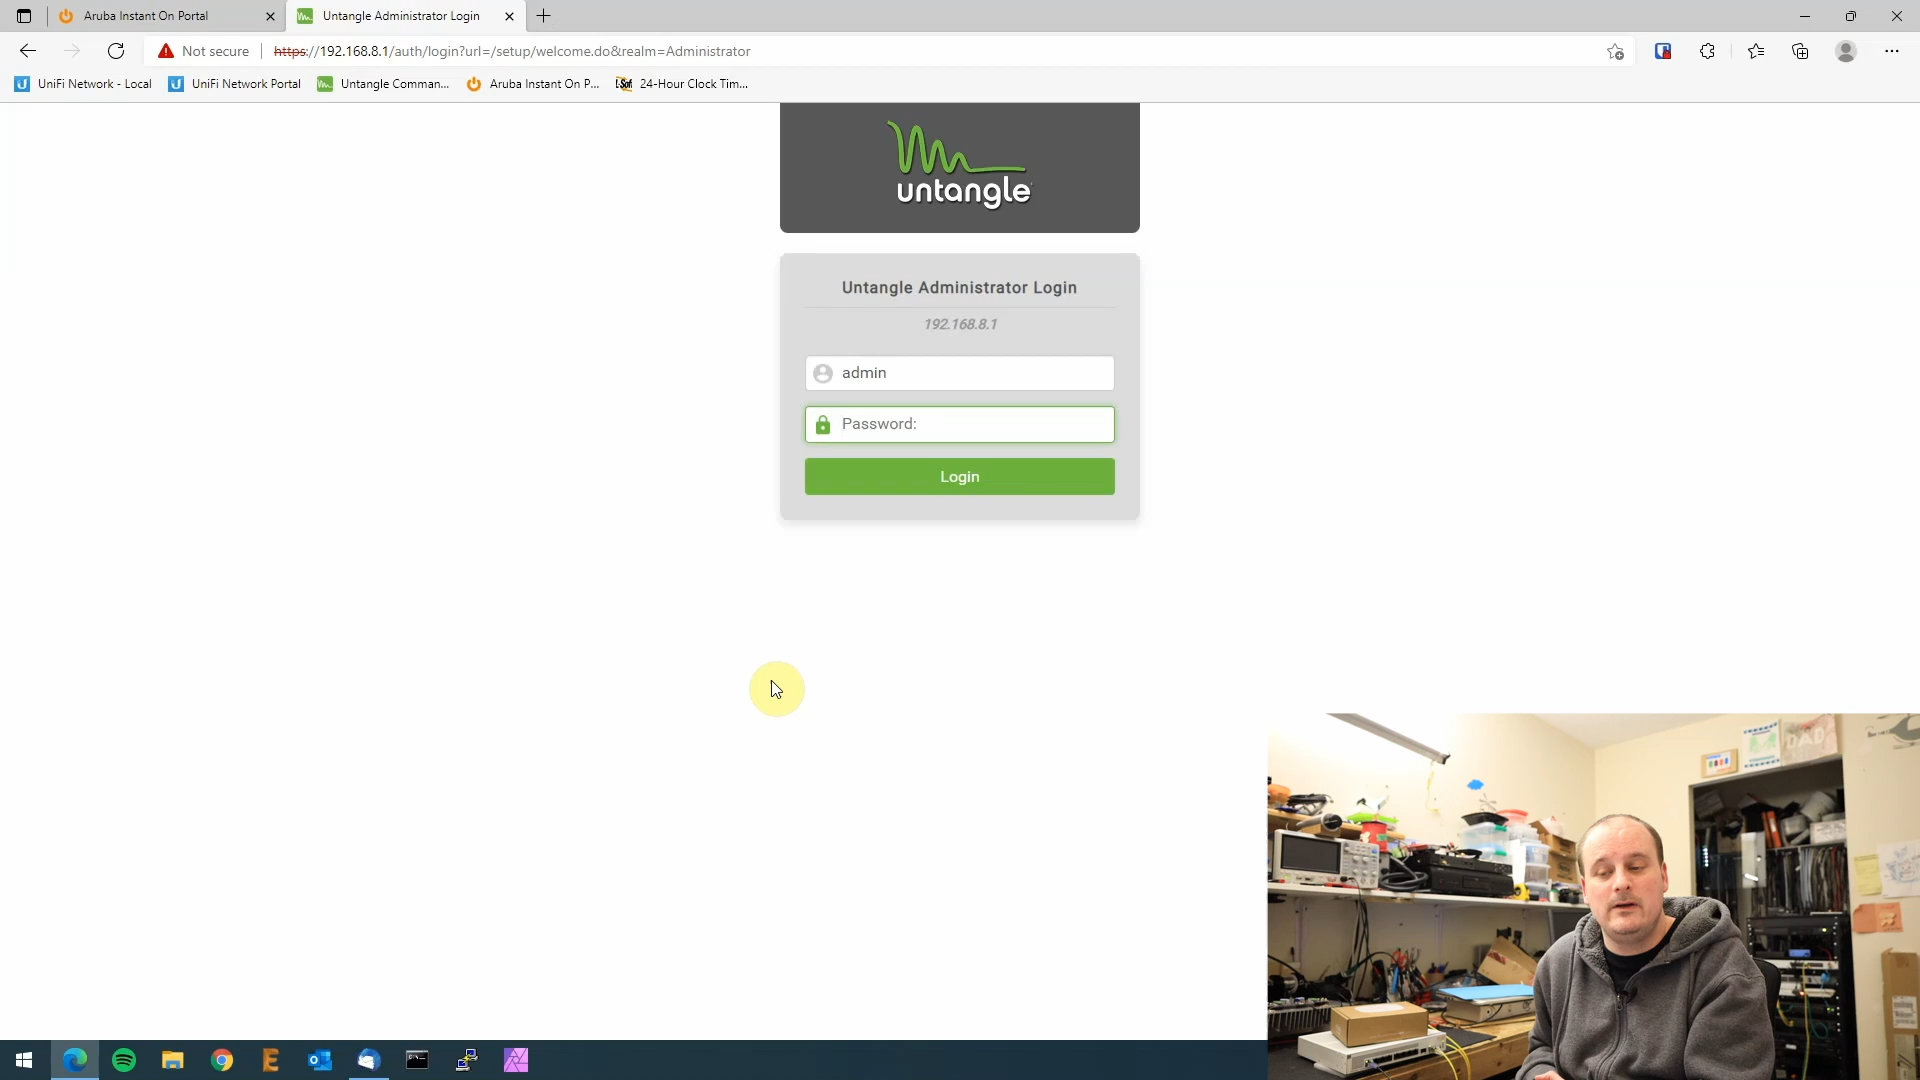 Aruba Instant On Portal
Untangle Administrator Login
Not secure
https://192.168.8.1/auth/login?url=/setup/welcome.do&realm=Administrator
UniFi Network - Local
UniFi Network Portal
Untangle Comman...
Aruba Instant On P...
24-Hour Clock Tim...
untangle
Untangle Administrator Login
192.168.8.1
admin
Password:
Login
DAD